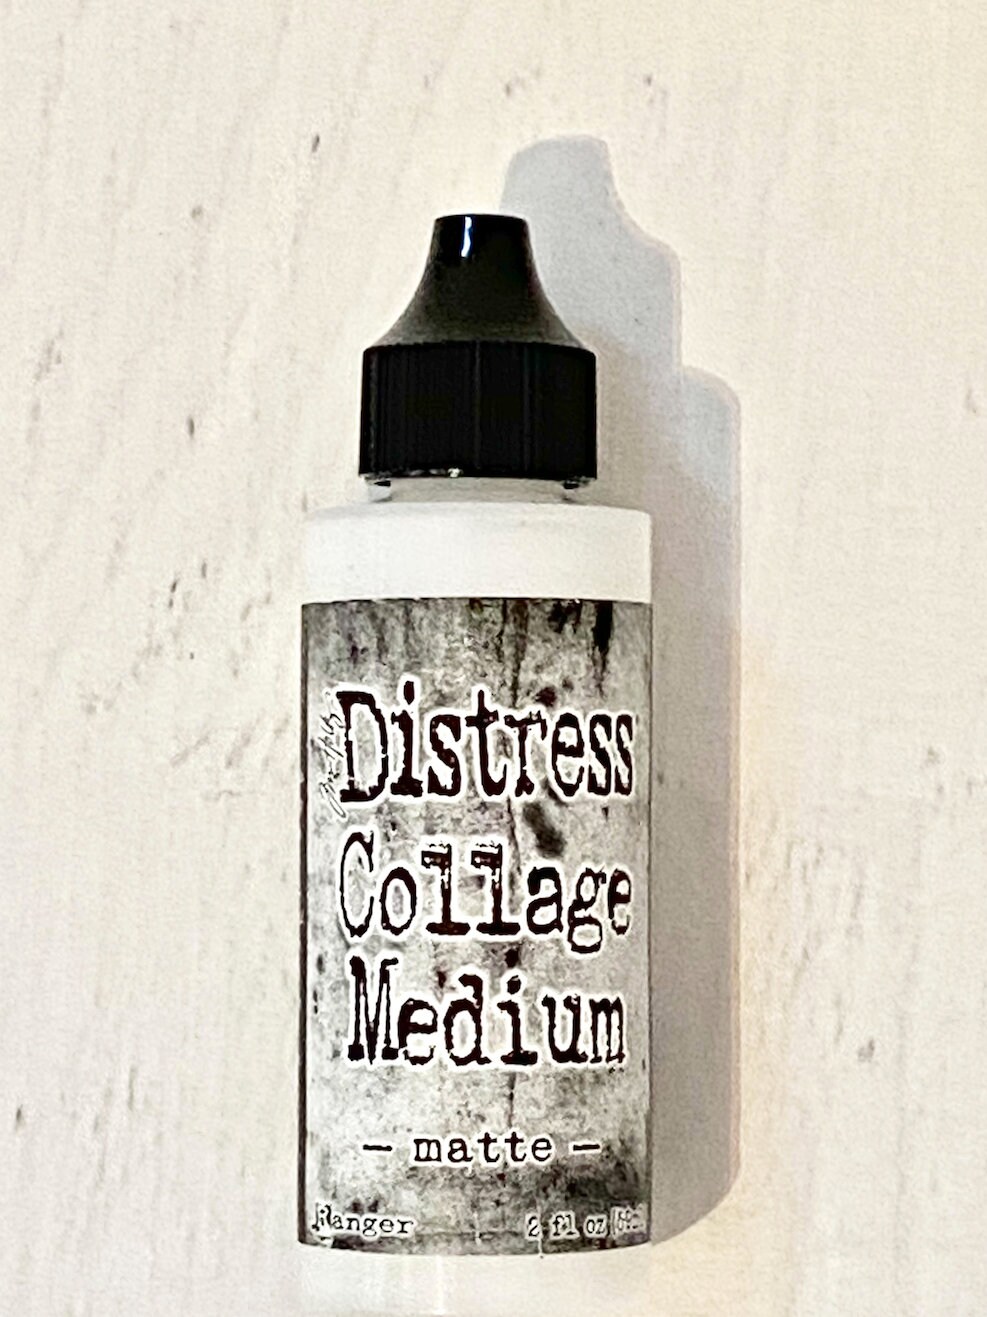 Distress
Collage
Medium
– matte –
Ranger 2 fl oz